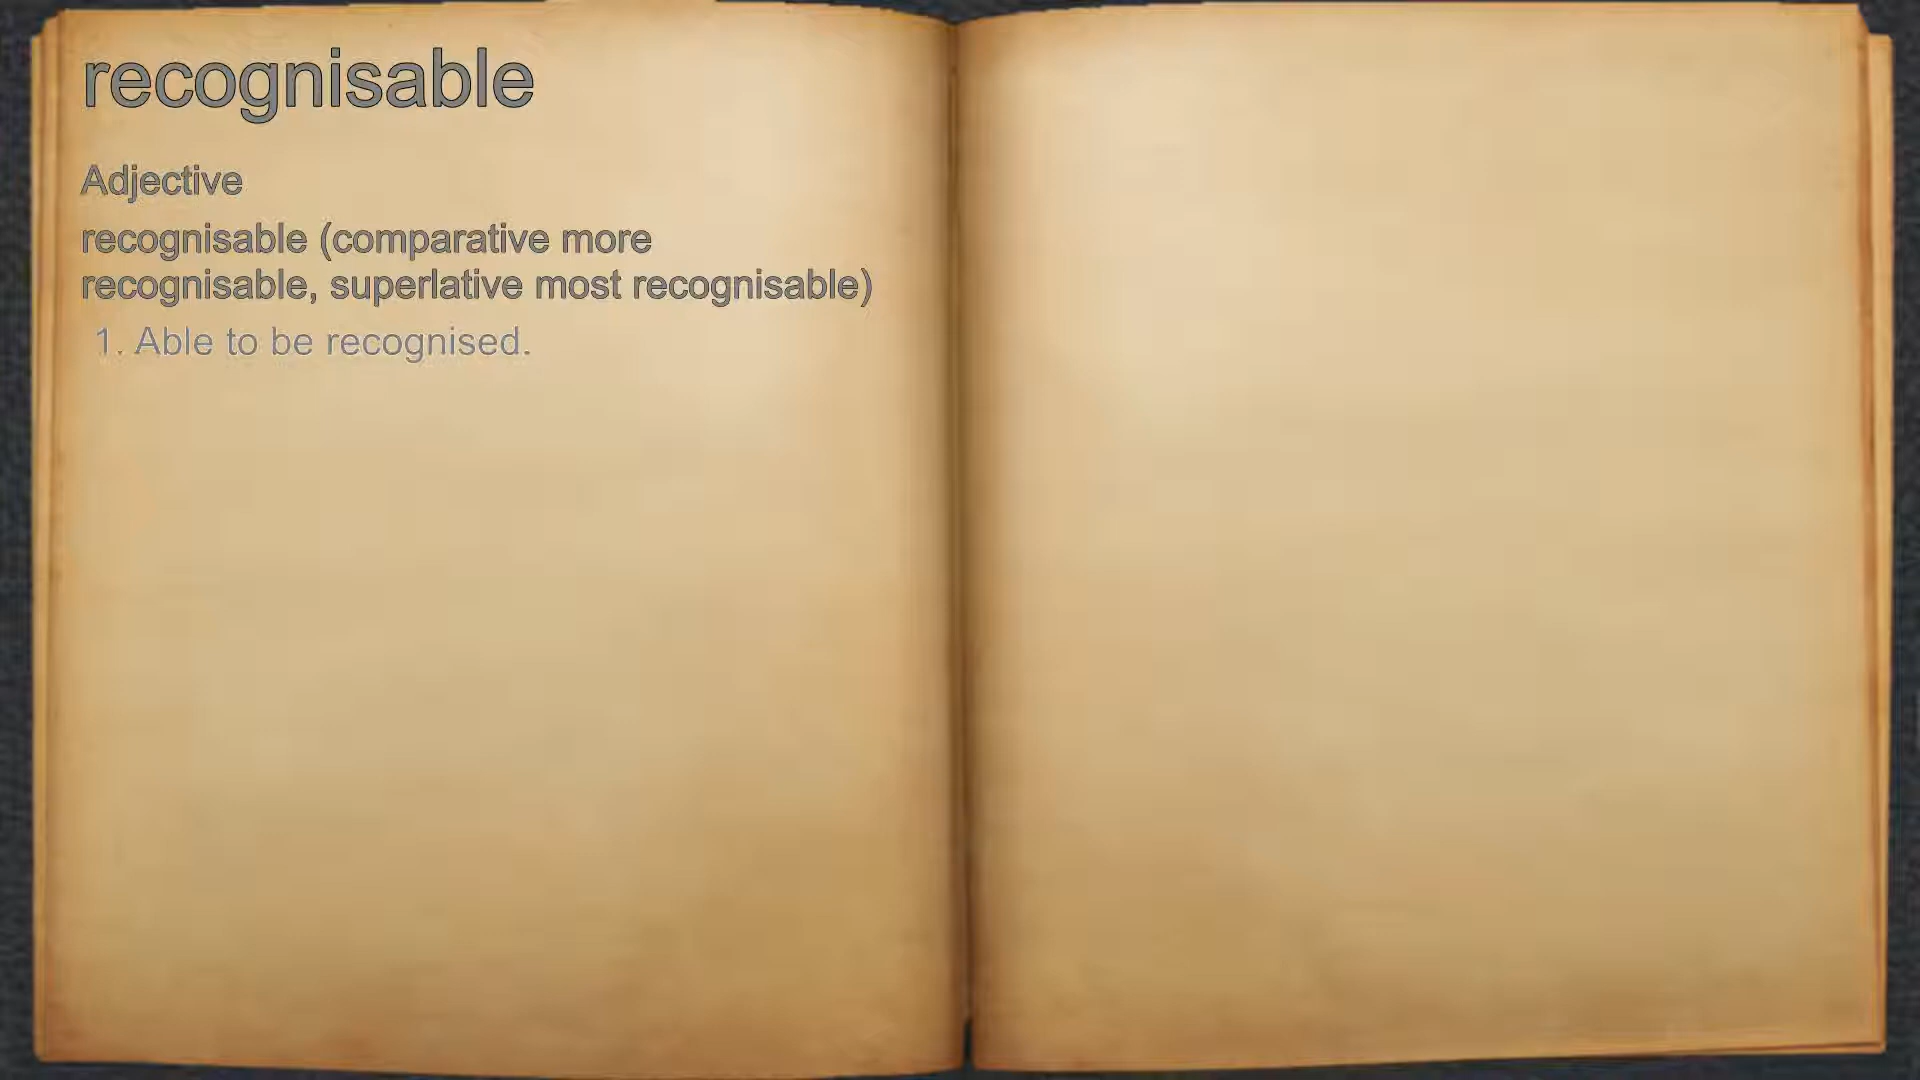 recognisable
Adjective
recognisable (comparative more
recognisable, superlative most recognisable)
1. Able to be recognised.